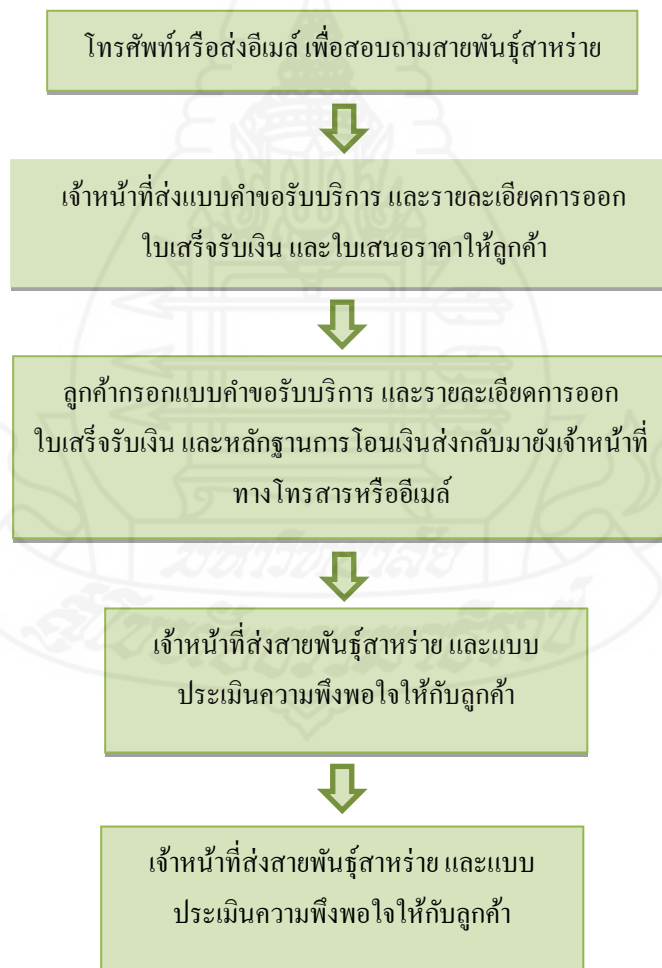 โทรศัพท์หรือส่งอีเมล์ เพื่อสอบถามสายพันธุ์สาหร่าย
เจ้าหน้าที่ส่งแบบคำขอรับบริการ และรายละเอียดการออก
ใบเสร็จรับเงิน และใบเสนอราคาให้ลูกค้า
ลูกค้ากรอกแบบคำขอรับบริการ และรายละเอียดการออก
ใบเสร็จรับเงิน และหลักฐานการโอนเงินส่งกลับมายังเจ้าหน้าที่
ทางโทรสารหรืออีเมล์
มหาวิทยาลัย
เจ้าหน้าที่ส่งสายพันธุ์สาหร่าย และแบบ
ประเมินความพึงพอใจให้กับลูกค้า
เจ้าหน้าที่ส่งสายพันธุ์สาหร่าย และแบบ
ประเมินความพึงพอใจให้กับลูกค้า